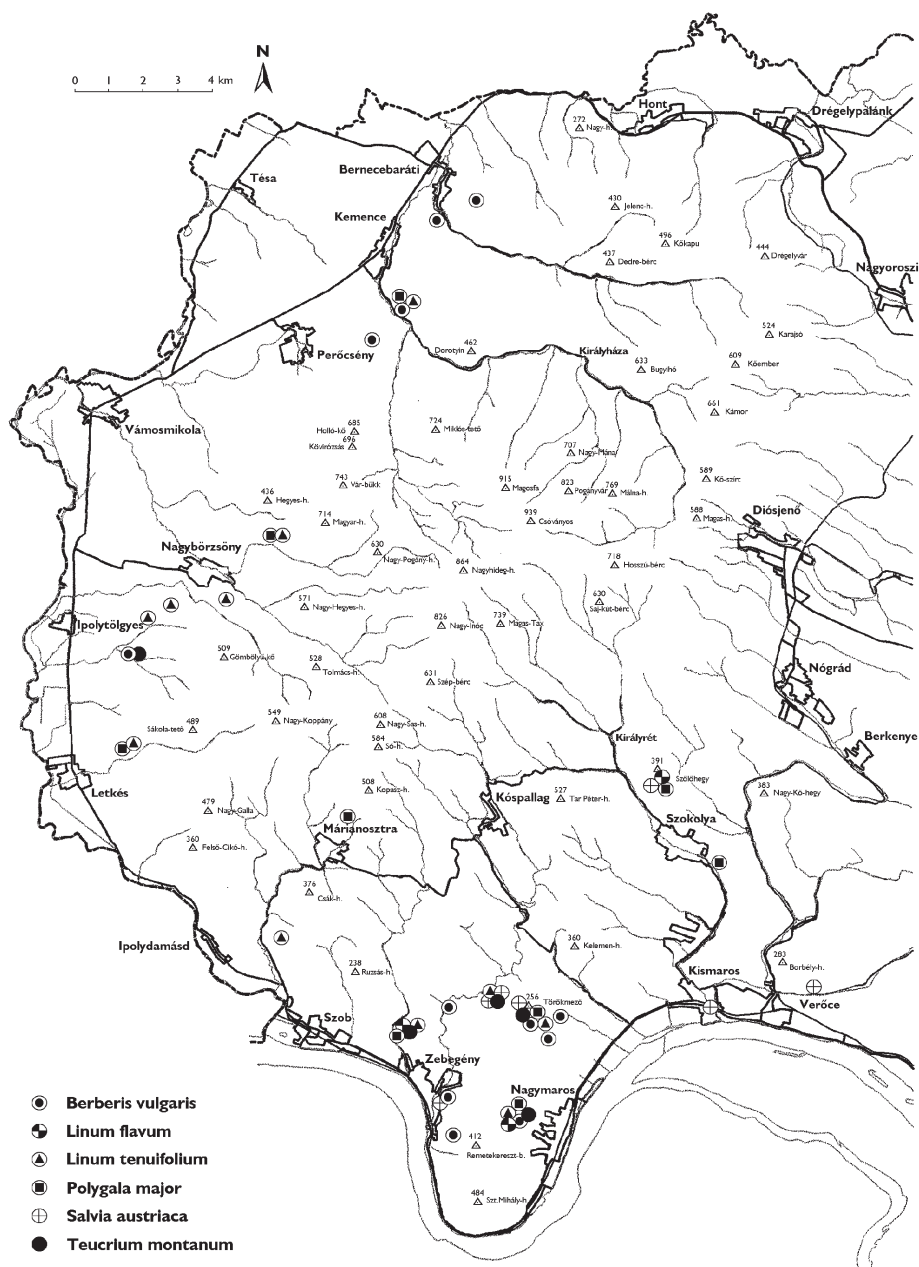 N
0 1 2 3 4 km
Hont
Drégelypalánk
272
Nagy-h.
Bernecebaráti
Tésa
430
Jelenc-h.
Kemence
496
Kőkapu
437
Dedre-bérc
444
Drégelyvár
Nagyoroszi
524
Karajsó
Perőcsény
462
Dorotyin
Királyháza
633
Bugyihó
609
Kőember
661
Kámor
Vámosmikola
685
Holló-kő
696
Kövirózsás
724
Miklós-tető
707
Nagy-Mána
743
Vár-bükk
915
Magosfa
823
Pogányvár
769
Málna-h.
589
Kő-szirt
436
Hegyes-h.
714
Magyar-h.
939
Csóványos
588
Magas-h.
Diósjenő
Nagybörzsöny
630
Nagy-Pogány-h.
864
Nagyhideg-h.
718
Hosszú-bérc
571
Nagy-Hegyes-h.
630
Saj-kút-bérc
Ipolytölgyes
826
Nagy-Inóc
739
Magas-Tax
509
Gömbölyű-kő
528
Tolmács-h.
631
Szép-bérc
Nógrád
489
Sákola-tető
549
Nagy-Koppány
608
Nagy-Sas-h.
584
Só-h.
Királyrét
Berkenye
391
Szőlőhegy
Letkés
508
Kopasz-h.
Kóspallag
527
Tar Péter-h.
383
Nagy-Kő-hegy
479
Nagy-Galla
Márianosztra
Szokolya
360
Felső-Cikó-h.
376
Csák-h.
Ipolydamásd
360
Kelemen-h.
238
Ruzsás-h.
Kismaros
283
Borbély-h.
256
Törökmező
Verőce
Szob
Zebegény
Nagymaros
412
Remetekereszt-b.
484
Szt.Mihály-h.
Berberis vulgaris
Linum flavum
Linum tenuifolium
Polygala major
Salvia austriaca
Teucrium montanum